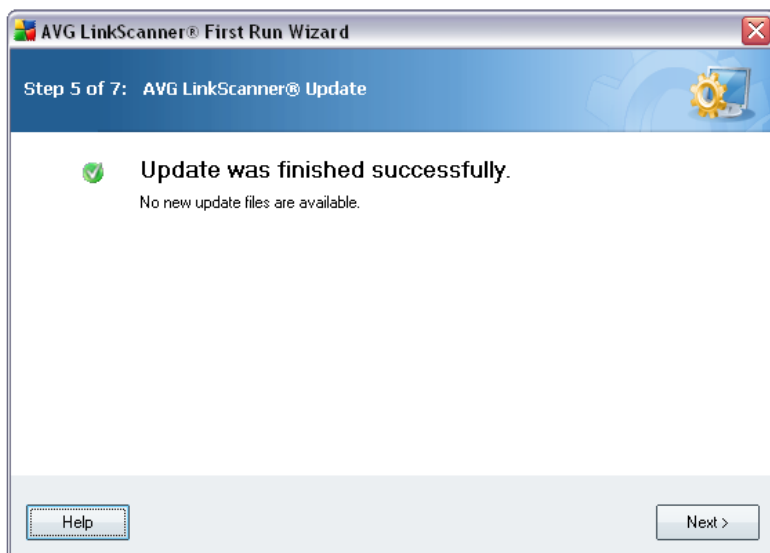 AVG LinkScanner® First Run Wizard
Step 5 of 7: AVG LinkScanner® Update
Update was finished successfully.
No new update files are available.
Help
Next >